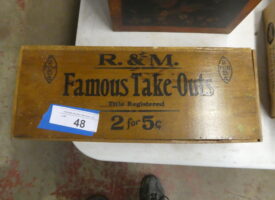 R. & M.
Famous Take-Outs
Title Registered
2 for 5¢
48